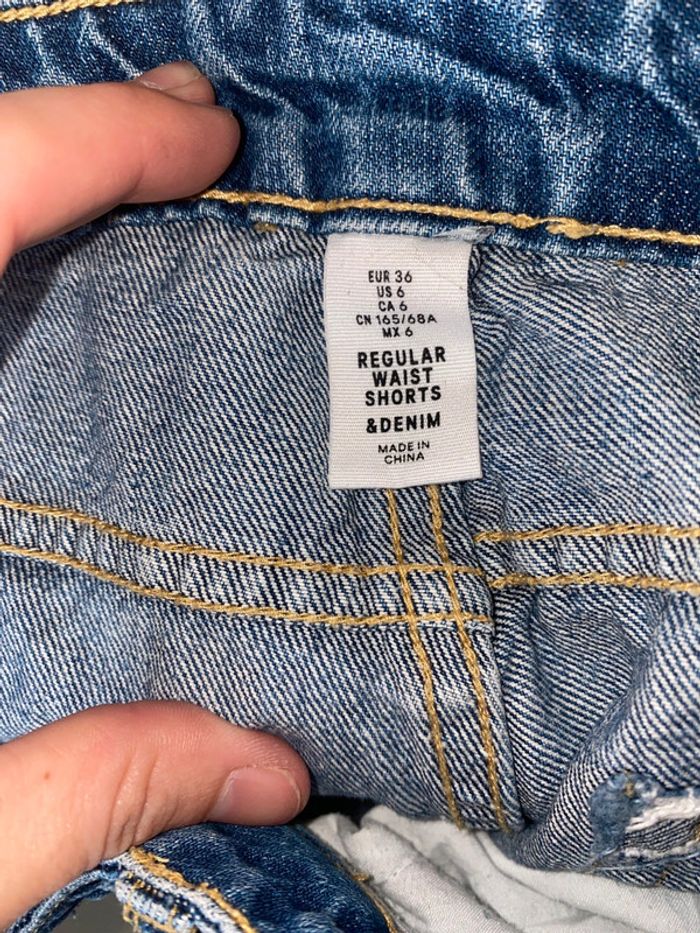 EUR 36
US 6
CA 6
CN 165/68A
MX 6
REGULAR
WAIST
SHORTS
&DENIM
MADE IN
CHINA